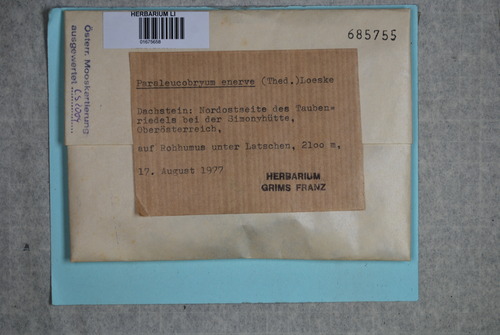 HERBARIUM LI
685755
Österr. Mooskartierung
ausgewertet
Paraleucobryum enerve (Thed.)Loeske
Dachstein: Nordostseite des Tauben=
riedels bei der Simonyhütte,
Oberösterreich,
auf Rohhumus unter Latschen, 2100 m,
17. August 1977
HERBARIUM
GRIMS FRANZ